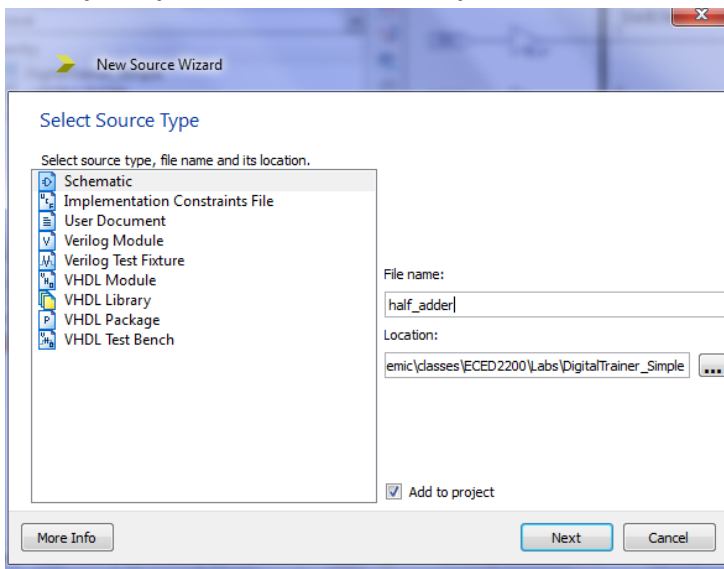 New Source Wizard
Select Source Type
Select source type, file name and its location.
Schematic
Implementation Constraints File
User Document
Verilog Module
Verilog Test Fixture
VHDL Module
VHDL Library
VHDL Package
VHDL Test Bench
File name:
half_adder
Location:
emic\classes\ECED2200\Labs\DigitalTrainer_Simple
...
Add to project
More Info
Next
Cancel